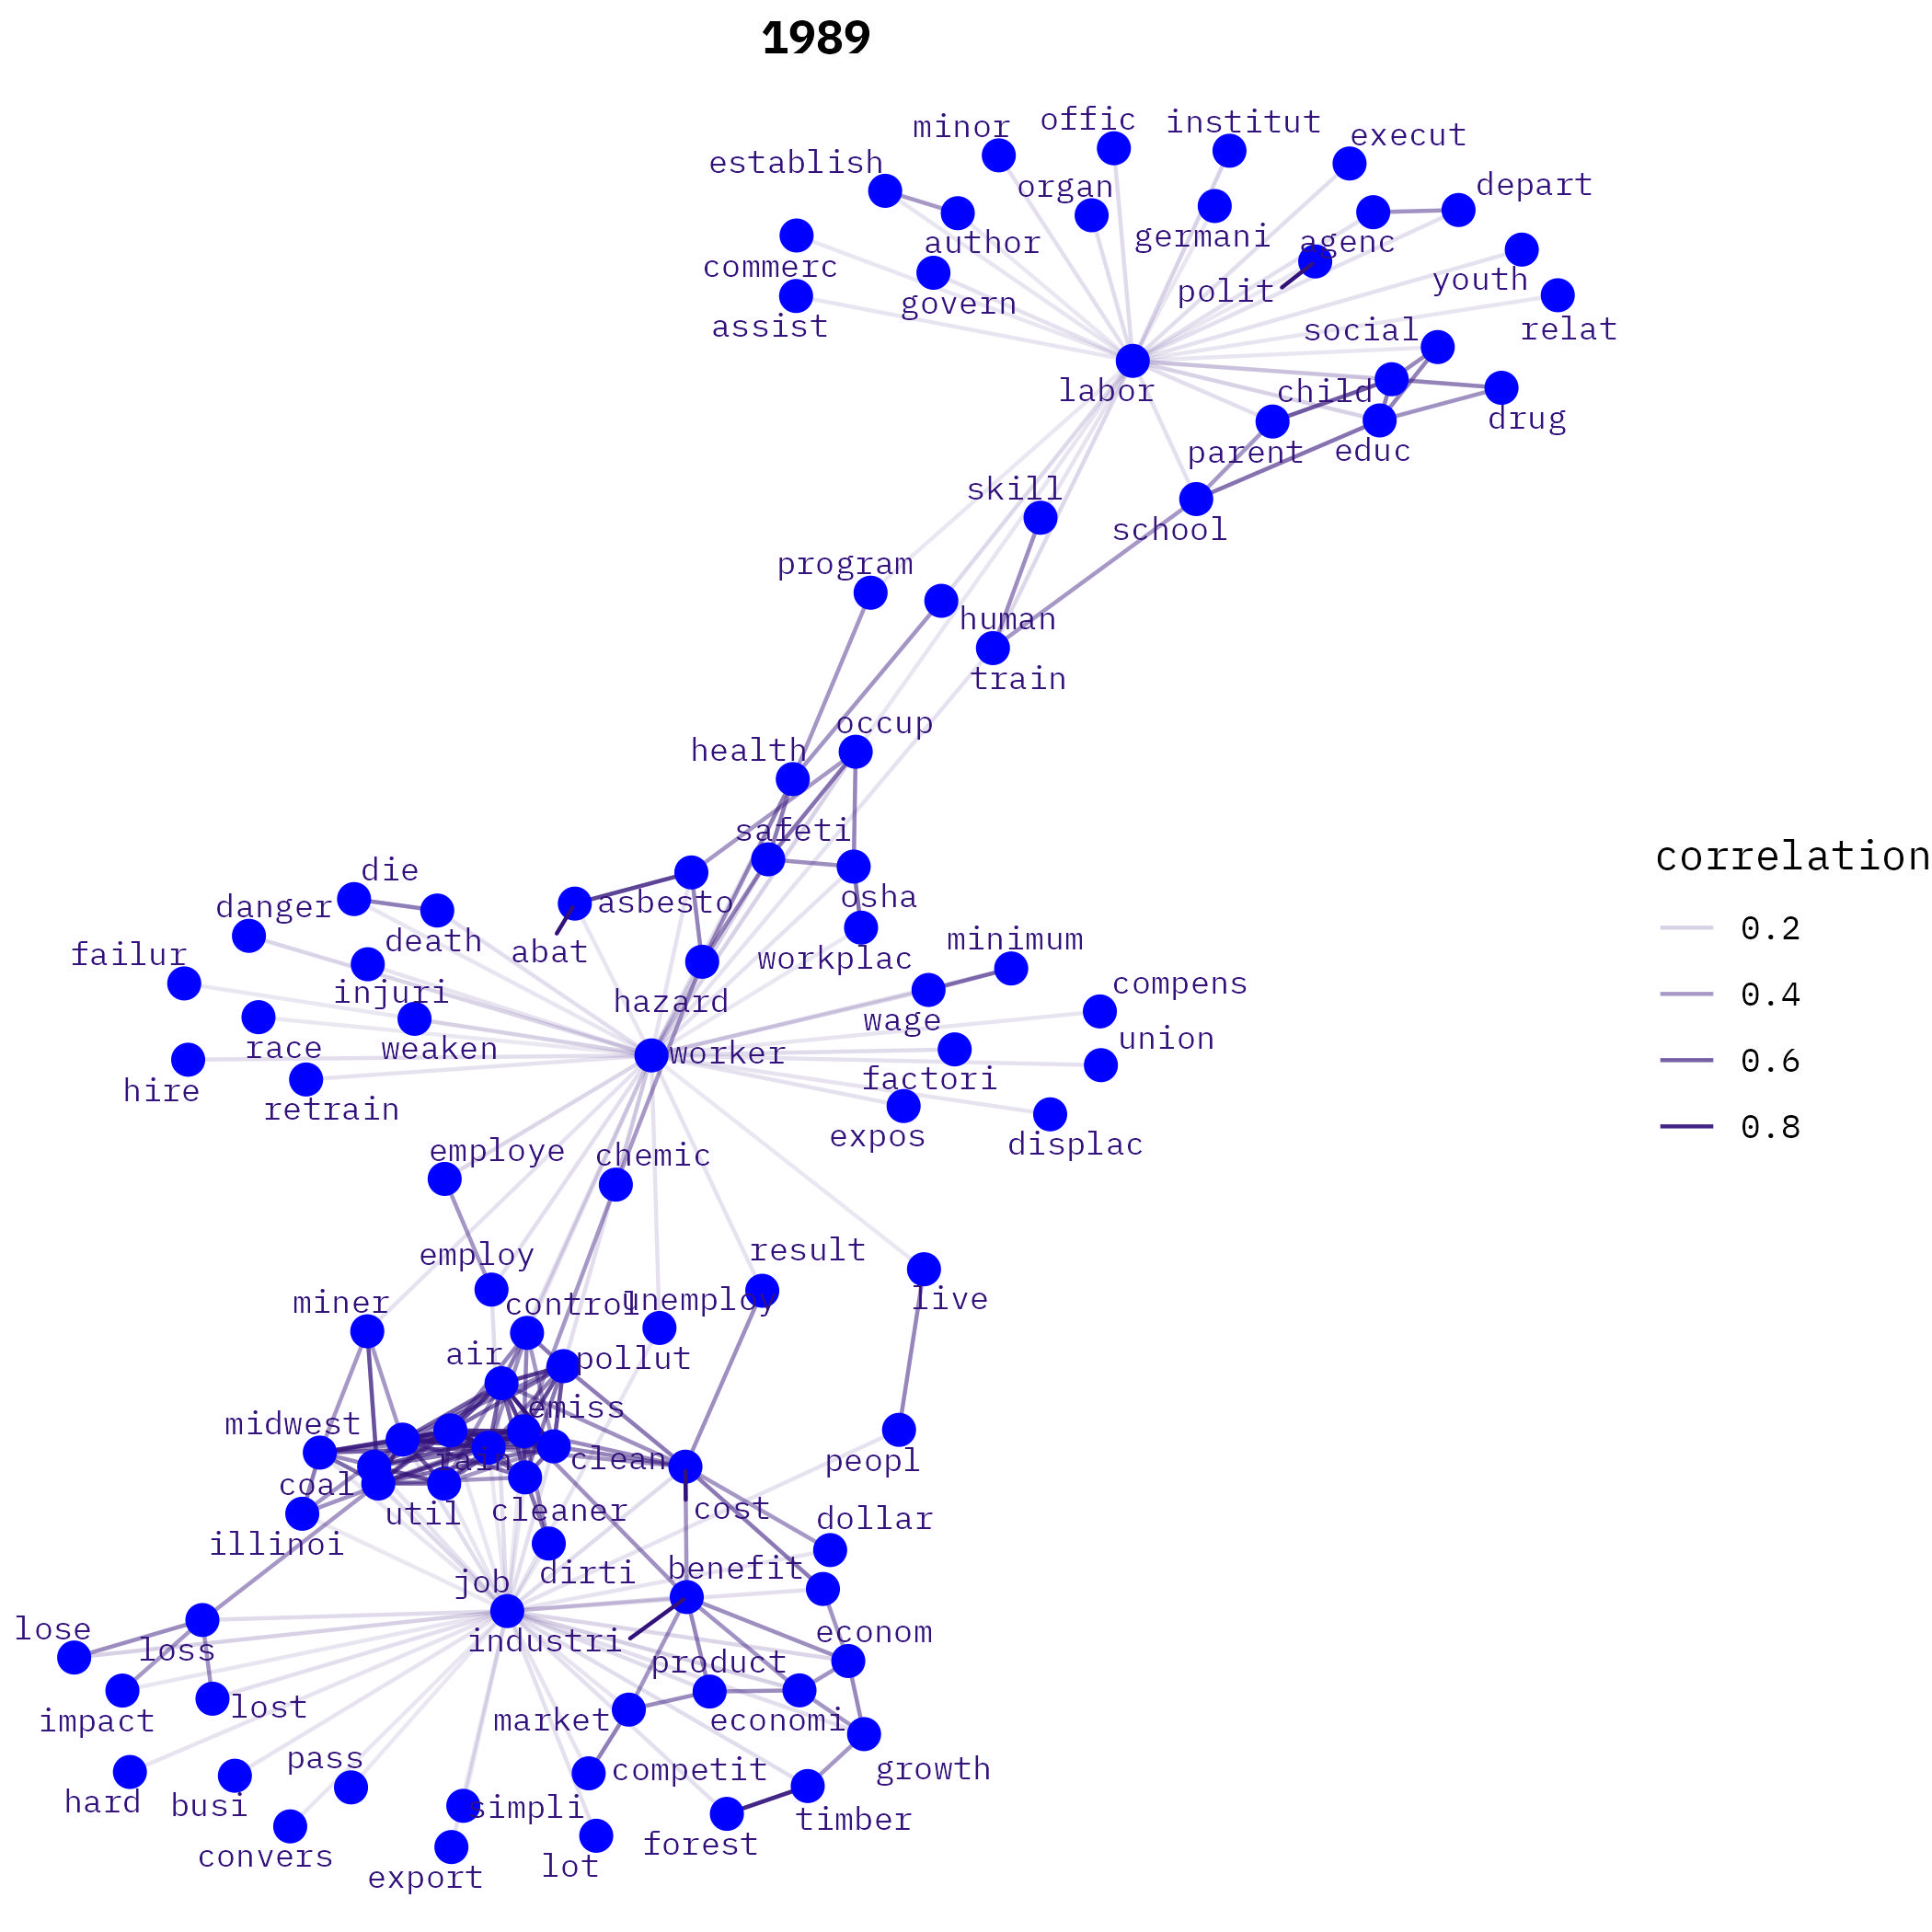 1989
offic
institut
minor
execut
establish
organ
depart
author
germani
agenc
commerc
govern
polit
youth
assist
social
relat
labor
child
drug
parent
educ
skill
school
program
human
train
occup
health
safeti
correlation
die
osha
asbesto
danger
0.2
death
minimum
abat
failur
workplac
compens
injuri
hazard
0.4
wage
union
race
weaken
worker
0.6
hire
factori
retrain
0.8
expos
displac
employe
chemic
result
employ
live
miner
control
unemploy
air
pollut
emiss
midwest
rain
clean
peopl
coal
util
cleaner
cost
dollar
illinoi
dirti
benefit
job
lose
econom
industri
loss
product
lost
impact
market
economi
pass
competit
growth
hard
busi
simpli
timber
forest
convers
lot
export